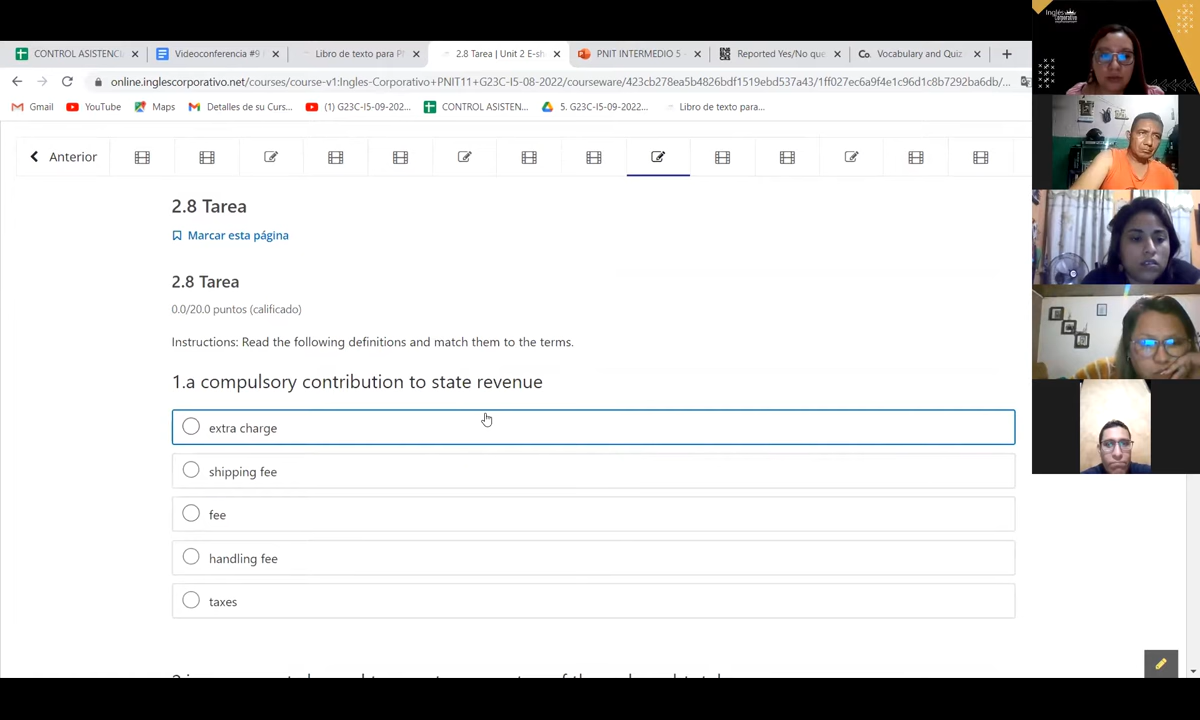 CONTROL ASISTENCI
Videoconferencia #9
Libro de texto para PN
2.8 Tarea | Unit 2 E-sh
PNIT INTERMEDIO 5
Reported Yes/No que
Co. Vocabulary and Quiz
online.inglescorporativo.net/courses/course-v1:Ingles-Corporativo+PNIT11+G23C-I5-08-2022/courseware/423cb278ea5b4826bdf1519ebd537a43/1ff027ec6a9f4e1c96d1c8b7292ba6db/...
Gmail
YouTube
Maps
Detalles de su Curs...
(1) G23C-I5-09-202...
CONTROL ASISTEN...
5. G23C-I5-09-2022...
Libro de texto para...
Anterior
2.8 Tarea
Marcar esta página
2.8 Tarea
0.0/20.0 puntos (calificado)
Instructions: Read the following definitions and match them to the terms.
1.a compulsory contribution to state revenue
extra charge
shipping fee
fee
handling fee
taxes
Inglés
Corporativo